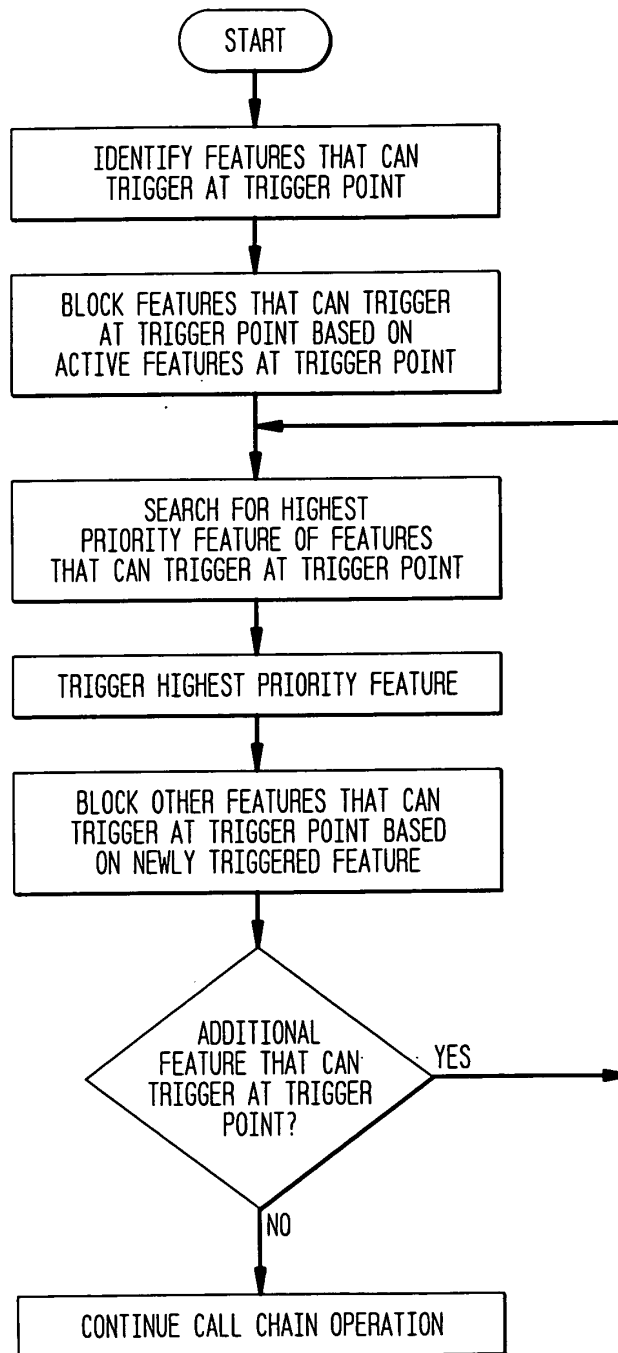 START
IDENTIFY FEATURES THAT CAN
TRIGGER AT TRIGGER POINT
BLOCK FEATURES THAT CAN TRIGGER
AT TRIGGER POINT BASED ON
ACTIVE FEATURES AT TRIGGER POINT
SEARCH FOR HIGHEST
PRIORITY FEATURE OF FEATURES
THAT CAN TRIGGER AT TRIGGER POINT
TRIGGER HIGHEST PRIORITY FEATURE
BLOCK OTHER FEATURES THAT CAN
TRIGGER AT TRIGGER POINT BASED
ON NEWLY TRIGGERED FEATURE
ADDITIONAL
FEATURE THAT CAN
TRIGGER AT TRIGGER
POINT?
YES
NO
CONTINUE CALL CHAIN OPERATION